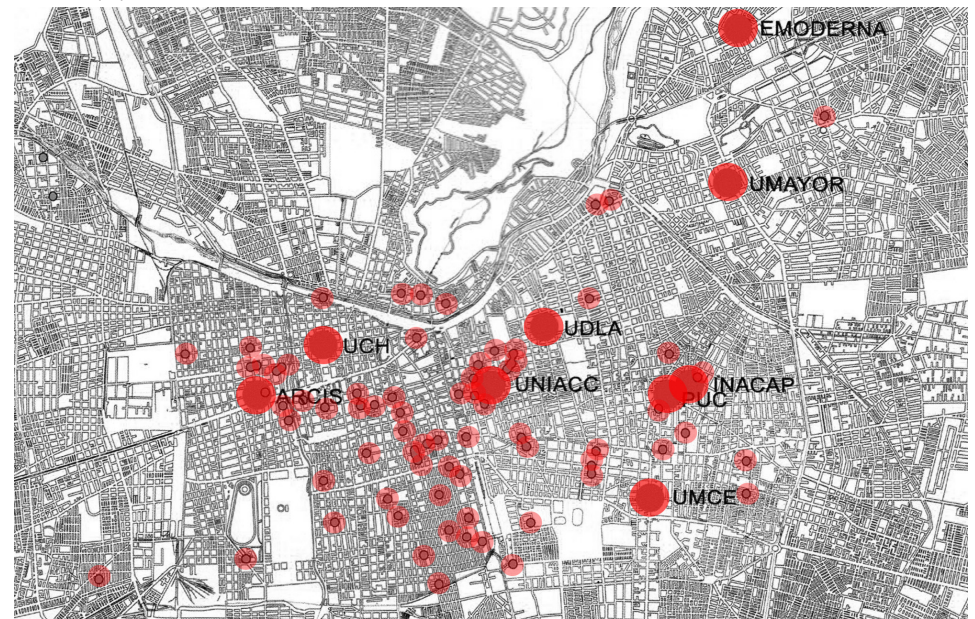 EMODERNA
UMAYOR
UDLA
UCH
UNIACC
INACAP
PUC
ARCIS
UMCE